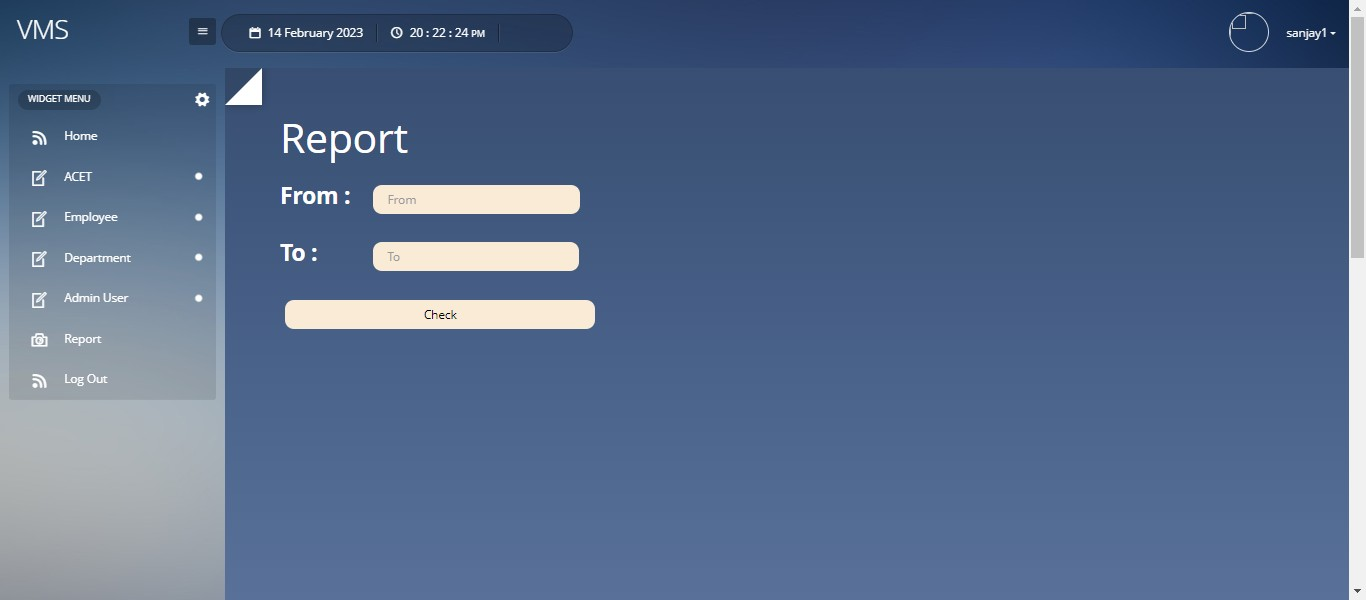 VMS
14 February 2023
20 : 22 : 24 PM
sanjay1
WIDGET MENU
Home
ACET
Employee
Department
Admin User
Report
Log Out
Report
From : From
To : To
Check